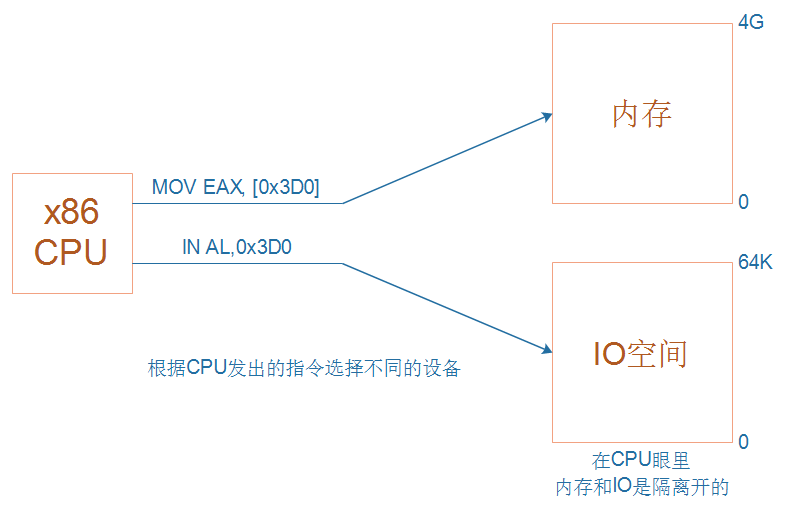 4G
内存
0
x86
CPU
MOV EAX, [0x3D0]
IN AL,0x3D0
64K
IO空间
0
根据CPU发出的指令选择不同的设备
在CPU眼里
内存和IO是隔离开的